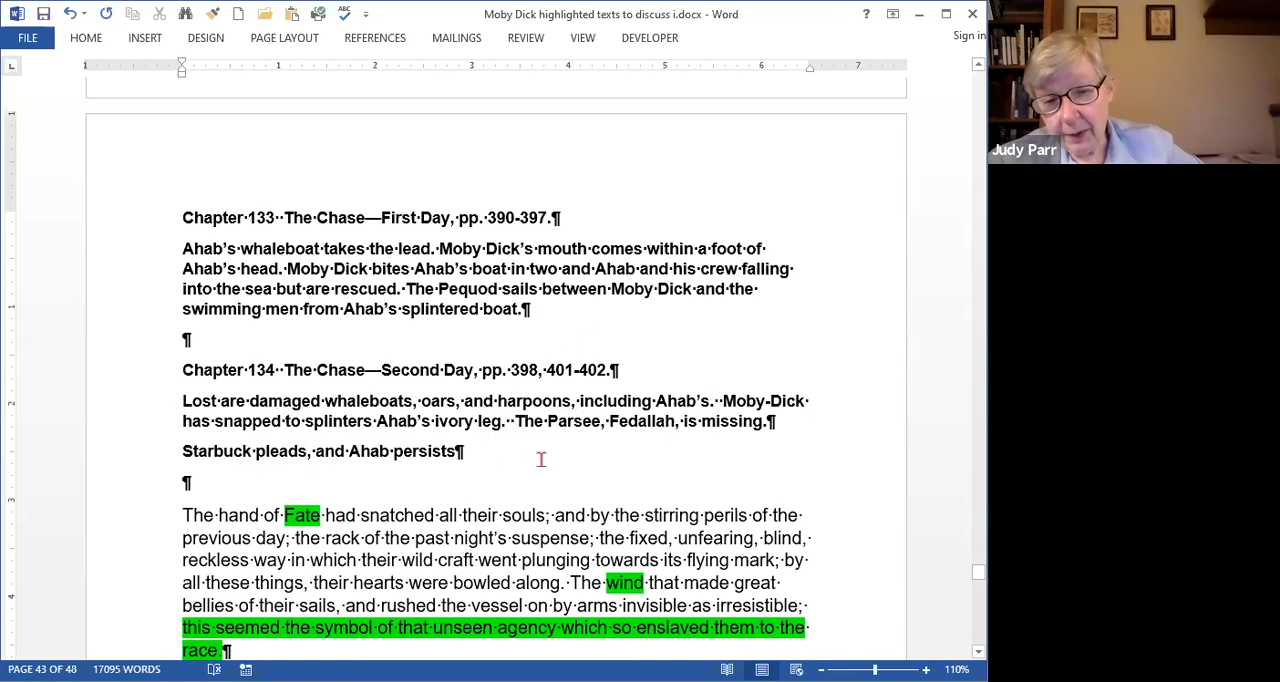 Moby Dick highlighted texts to discuss i.docx - Word
FILE HOME INSERT DESIGN PAGE LAYOUT REFERENCES MAILINGS REVIEW VIEW DEVELOPER Sign in
1 1 2 3 4 5 6 7
Judy Parr
Chapter·133··The·Chase—First·Day,·pp.·390-397.¶
Ahab’s·whaleboat·takes·the·lead.·Moby·Dick’s·mouth·comes·within·a·foot·of·
Ahab’s·head.·Moby·Dick·bites·Ahab’s·boat·in·two·and·Ahab·and·his·crew·falling·
into·the·sea·but·are·rescued.·The·Pequod·sails·between·Moby·Dick·and·the·
swimming·men·from·Ahab’s·splintered·boat.¶
¶
Chapter·134··The·Chase—Second·Day,·pp.·398,·401-402.¶
Lost·are·damaged·whaleboats,·oars,·and·harpoons,·including·Ahab’s.··Moby-Dick·
has·snapped·to·splinters·Ahab’s·ivory·leg.··The·Parsee,·Fedallah,·is·missing.¶
Starbuck·pleads,·and·Ahab·persists¶
¶
The·hand·of·Fate·had·snatched·all·their·souls;·and·by·the·stirring·perils·of·the·
previous·day;·the·rack·of·the·past·night’s·suspense;·the·fixed,·unfearing,·blind,·
reckless·way·in·which·their·wild·craft·went·plunging·towards·its·flying·mark;·by·
all·these·things,·their·hearts·were·bowled·along.·The·wind·that·made·great·
bellies·of·their·sails,·and·rushed·the·vessel·on·by·arms·invisible·as·irresistible;·
this·seemed·the·symbol·of·that·unseen·agency·which·so·enslaved·them·to·the·
race.¶
PAGE 43 OF 48 17095 WORDS 110%